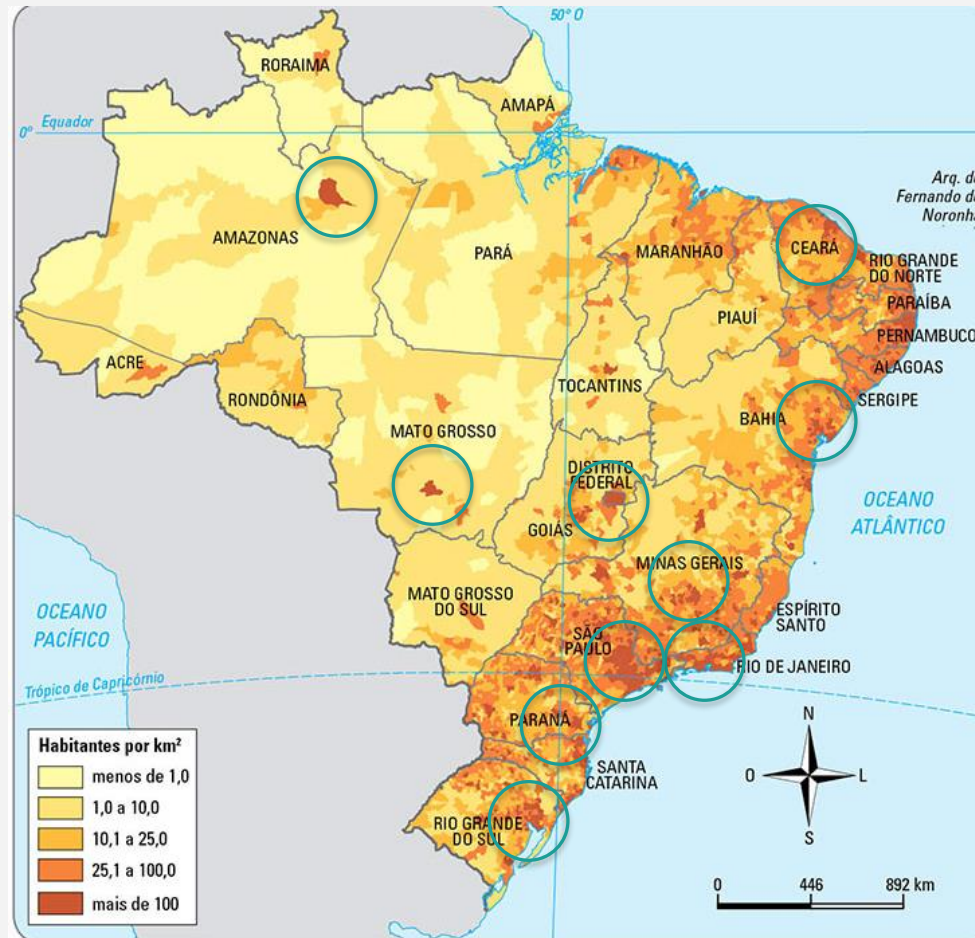 50° O
RORAIMA
AMAPÁ
0° Equador
Arq. de
Fernando de
Noronha
AMAZONAS
PARÁ
MARANHÃO
CEARÁ
RIO GRANDE
DO NORTE
PARAÍBA
PIAUÍ
PERNAMBUCO
ACRE
TOCANTINS
ALAGOAS
RONDÔNIA
SERGIPE
BAHIA
MATO GROSSO
DISTRITO
FEDERAL
OCEANO
ATLÂNTICO
GOIÁS
MINAS GERAIS
MATO GROSSO
DO SUL
OCEANO
PACÍFICO
ESPÍRITO
SANTO
SÃO
PAULO
RIO DE JANEIRO
Trópico de Capricórnio
PARANÁ
N
SANTA
CATARINA
O
L
S
RIO GRANDE
DO SUL
Habitantes por km²
menos de 1,0
1,0 a 10,0
10,1 a 25,0
25,1 a 100,0
mais de 100
0 446 892 km